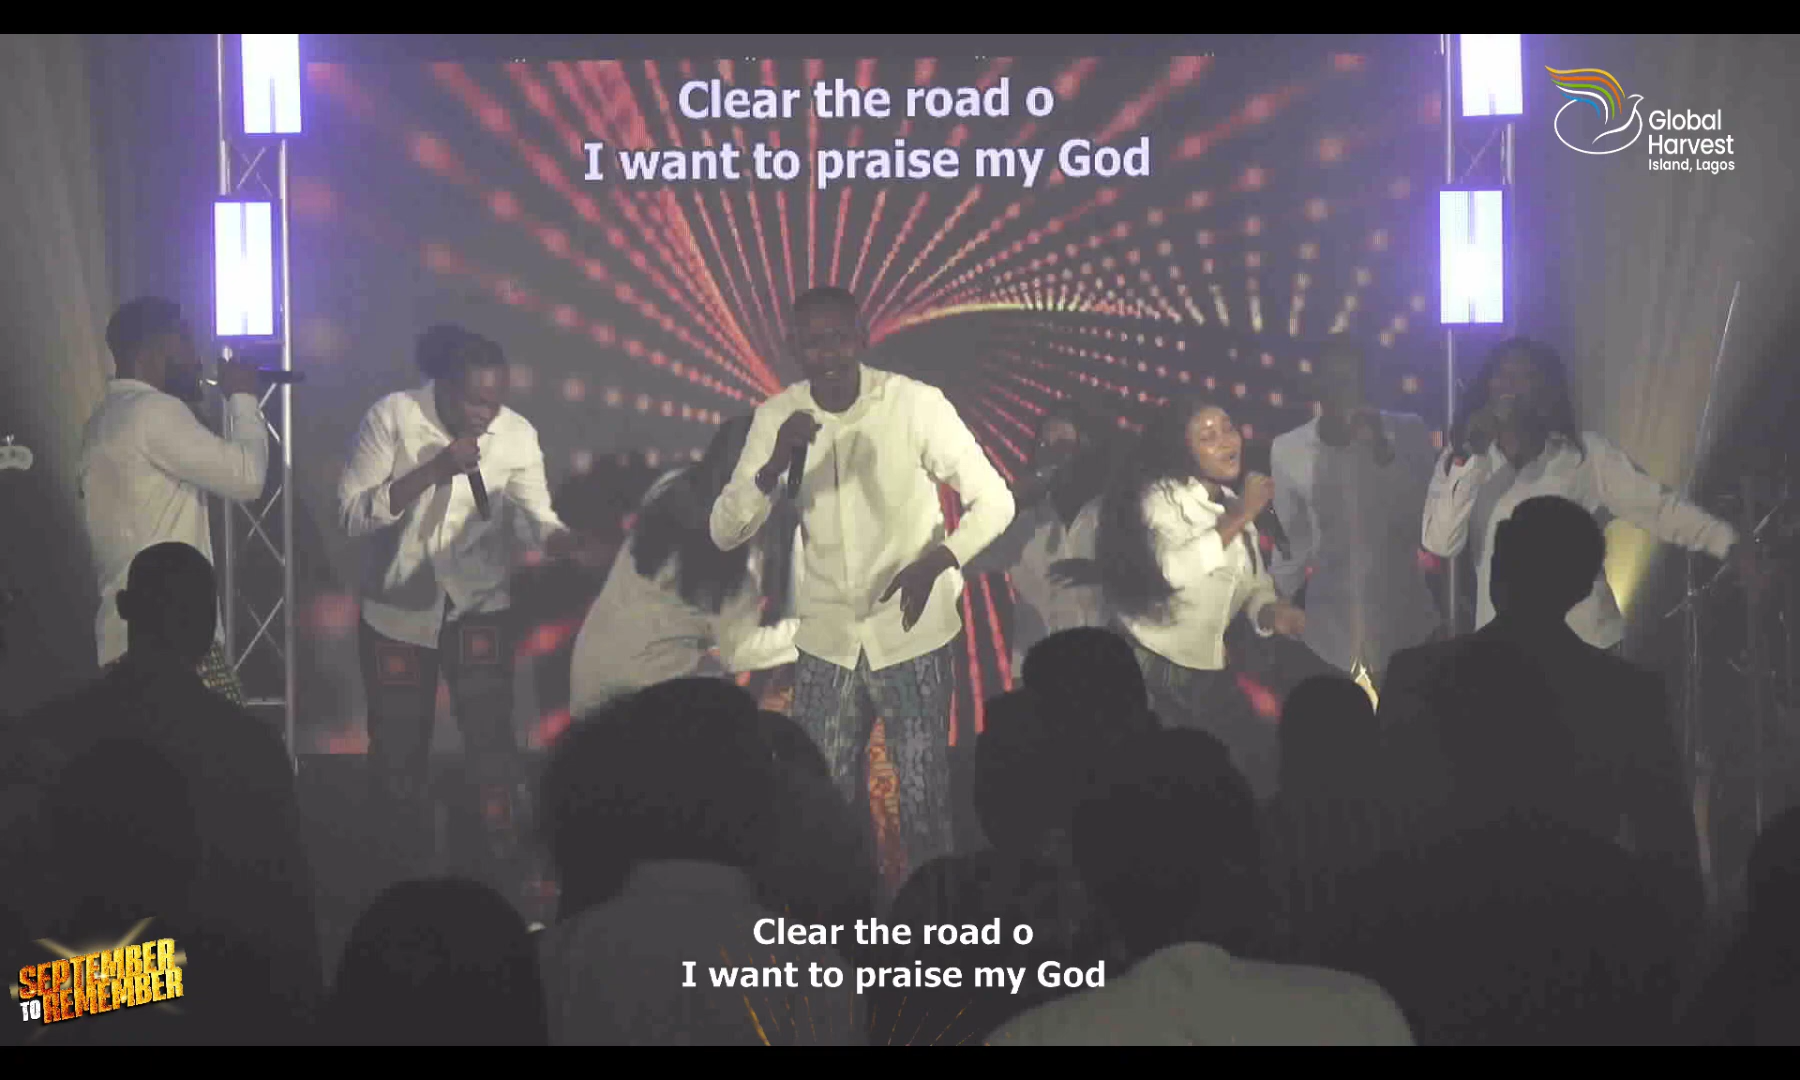 Clear the road o
I want to praise my God
Global
Harvest
Island, Lagos
Clear the road o
I want to praise my God
SEPTEMBER
TO REMEMBER